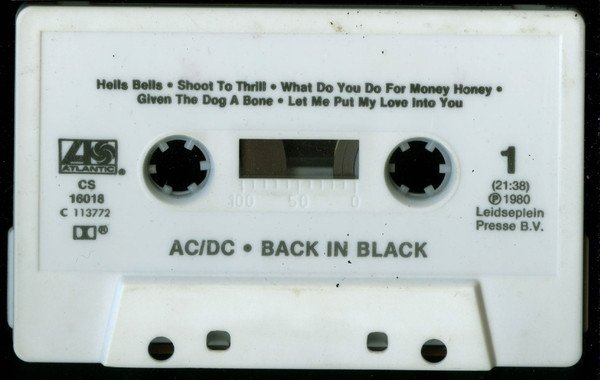 Hells Bells • Shoot To Thrill • What Do You Do For Money Honey •
Given The Dog A Bone • Let Me Put My Love Into You
ATLANTIC®
CS
16018
C 113772
®
100 50 0
1
(21:38)
℗ 1980
Leidseplein
Presse B.V.
AC/DC • BACK IN BLACK